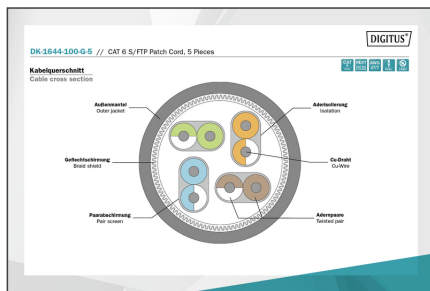 DIGITUS®
DK-1644-100-G-5 // CAT 6 S/FTP Patch Cord, 5 Pieces
Kabelquerschnitt
Cable cross section
Außenmantel
Outer jacket
Aderisolierung
Isolation
Geflechtschirmung
Braid shield
Cu-Draht
Cu-Wire
Paarabschirmung
Pair screen
Adernpaare
Twisted pair